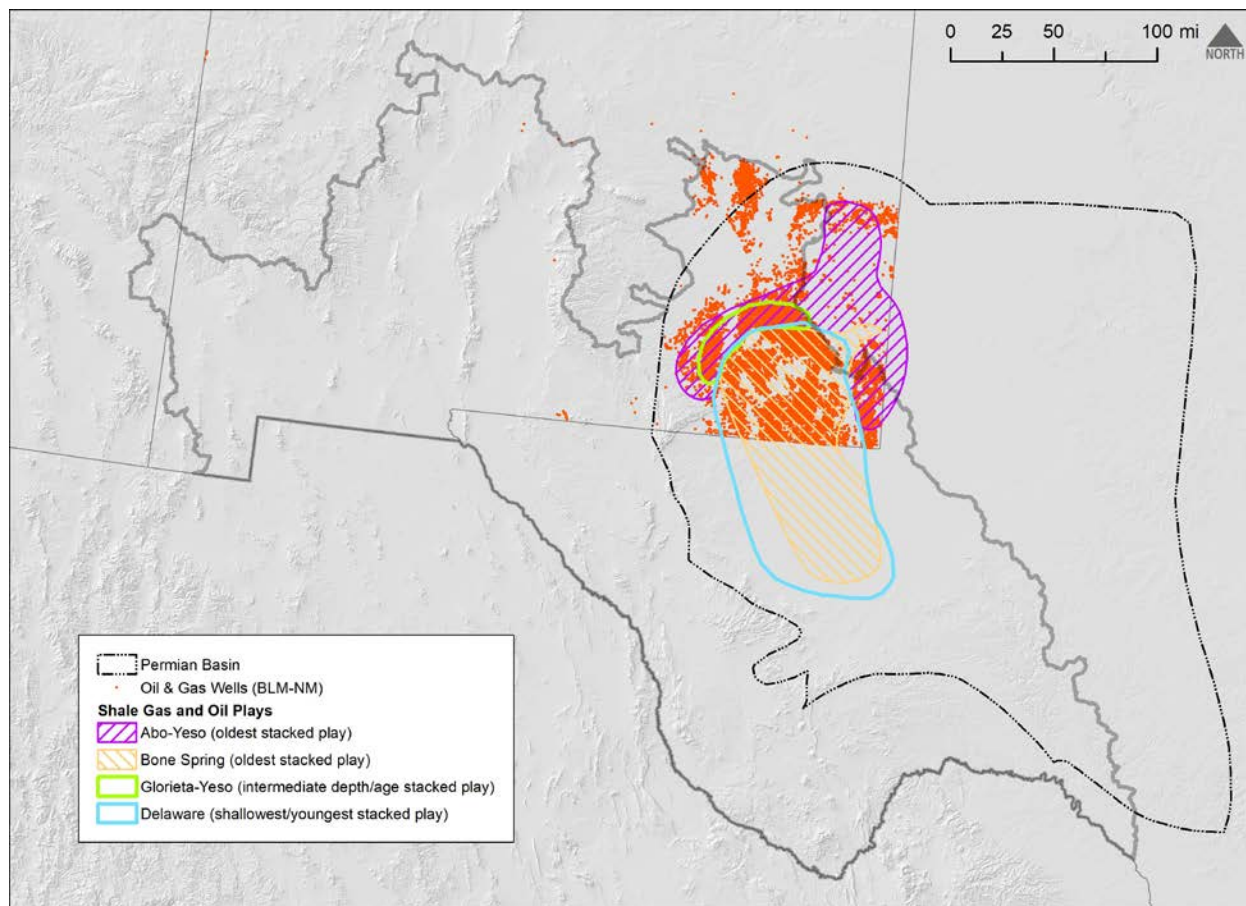 0 25 50 100 mi
NORTH
Permian Basin
Oil & Gas Wells (BLM-NM)
Shale Gas and Oil Plays
Abo-Yeso (oldest stacked play)
Bone Spring (oldest stacked play)
Glorieta-Yeso (intermediate depth/age stacked play)
Delaware (shallowest/youngest stacked play)